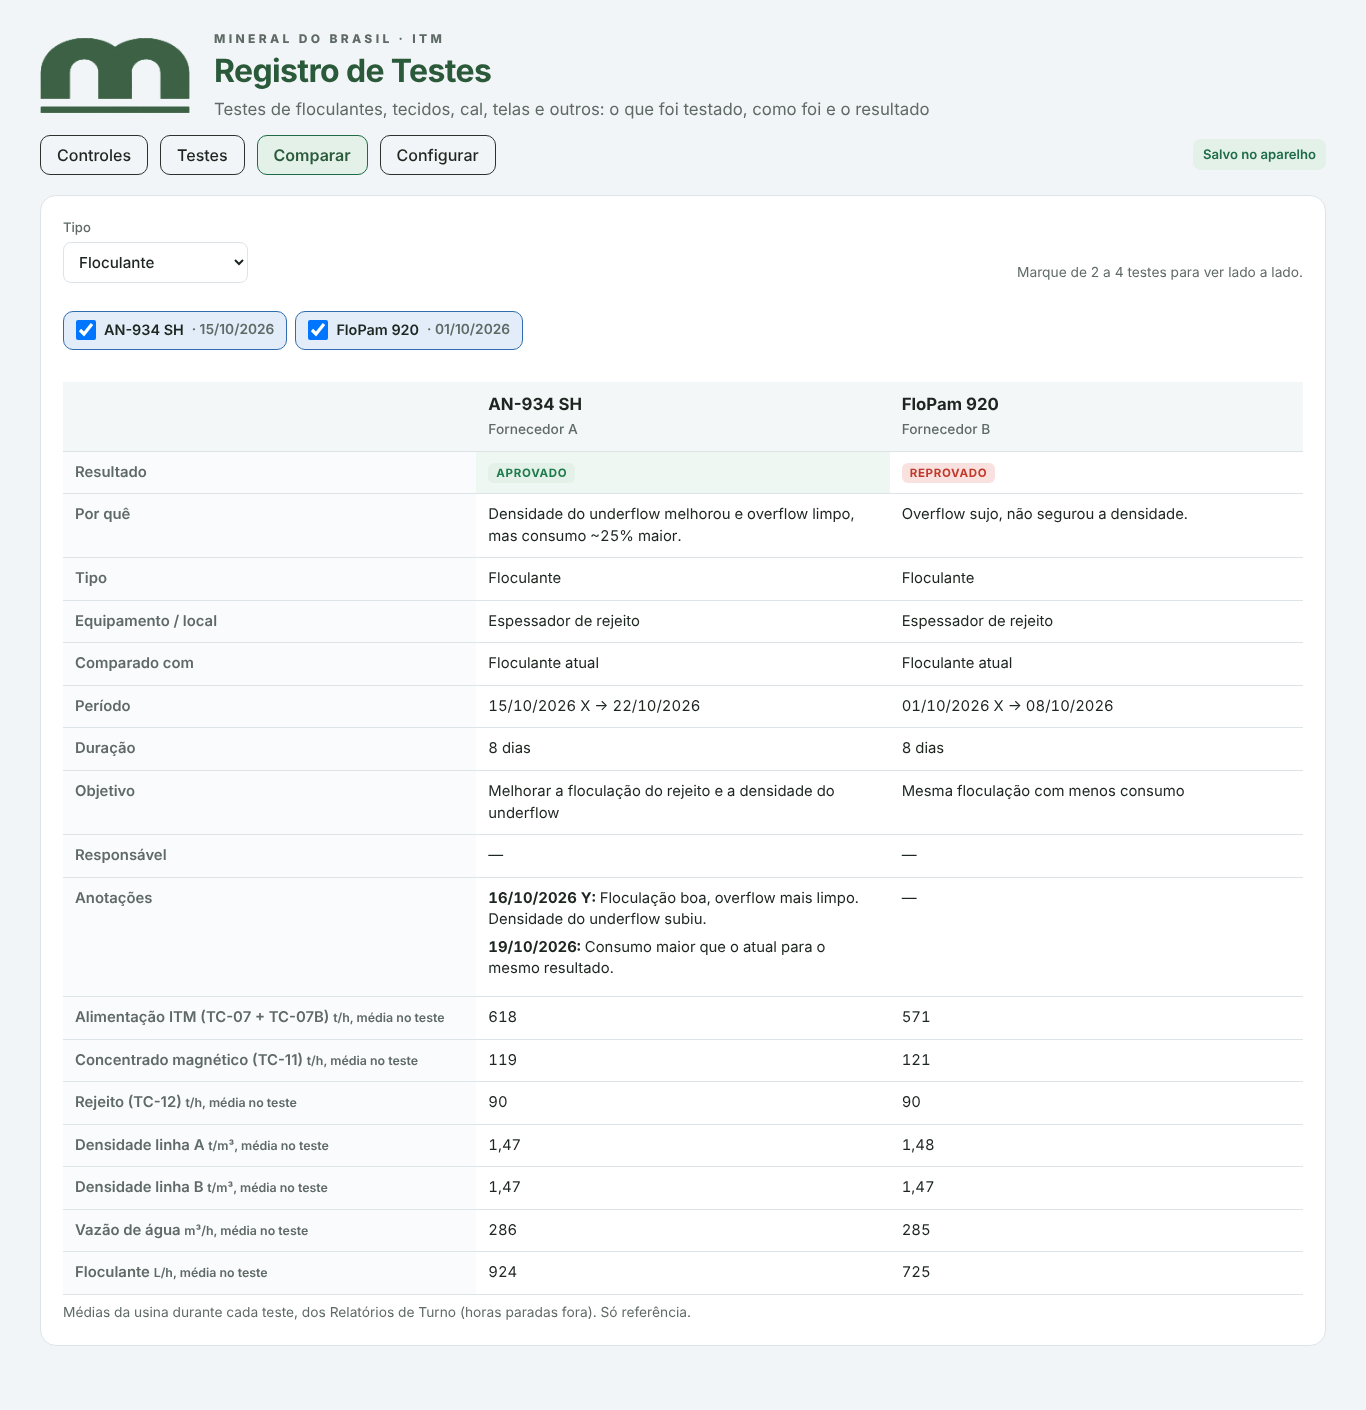 MINERAL DO BRASIL · ITM
Registro de Testes
Testes de floculantes, tecidos, cal, telas e outros: o que foi testado, como foi e o resultado
Controles
Testes
Comparar
Configurar
Salvo no aparelho
Tipo
Floculante
Marque de 2 a 4 testes para ver lado a lado.
AN-934 SH · 15/10/2026
FloPam 920 · 01/10/2026
AN-934 SH
Fornecedor A
FloPam 920
Fornecedor B
Resultado
APROVADO
REPROVADO
Por quê
Densidade do underflow melhorou e overflow limpo,
mas consumo ~25% maior.
Overflow sujo, não segurou a densidade.
Tipo
Floculante
Floculante
Equipamento / local
Espessador de rejeito
Espessador de rejeito
Comparado com
Floculante atual
Floculante atual
Período
15/10/2026 X → 22/10/2026
01/10/2026 X → 08/10/2026
Duração
8 dias
8 dias
Objetivo
Melhorar a floculação do rejeito e a densidade do
underflow
Mesma floculação com menos consumo
Responsável
—
—
Anotações
16/10/2026 Y: Floculação boa, overflow mais limpo.
Densidade do underflow subiu.
19/10/2026: Consumo maior que o atual para o
mesmo resultado.
—
Alimentação ITM (TC-07 + TC-07B) t/h, média no teste
618
571
Concentrado magnético (TC-11) t/h, média no teste
119
121
Rejeito (TC-12) t/h, média no teste
90
90
Densidade linha A t/m³, média no teste
1,47
1,48
Densidade linha B t/m³, média no teste
1,47
1,47
Vazão de água m³/h, média no teste
286
285
Floculante L/h, média no teste
924
725
Médias da usina durante cada teste, dos Relatórios de Turno (horas paradas fora). Só referência.